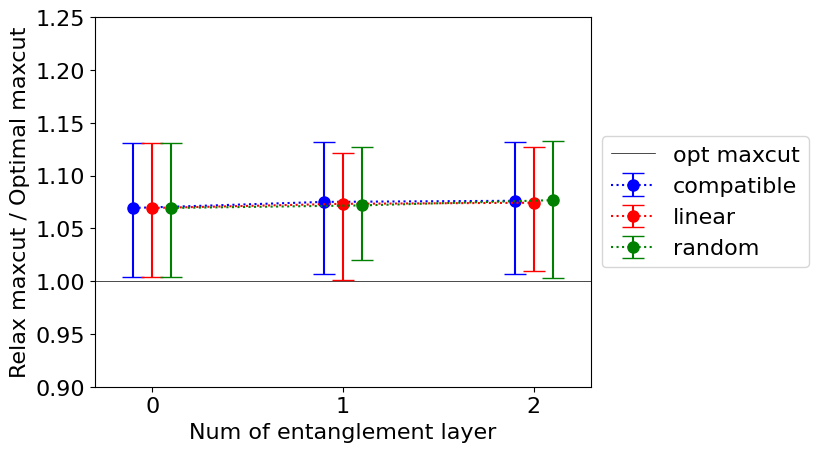 Relax maxcut / Optimal maxcut
1.25
1.20
1.15
1.10
1.05
1.00
0.95
0.90
0
1
2
Num of entanglement layer
opt maxcut
compatible
linear
random